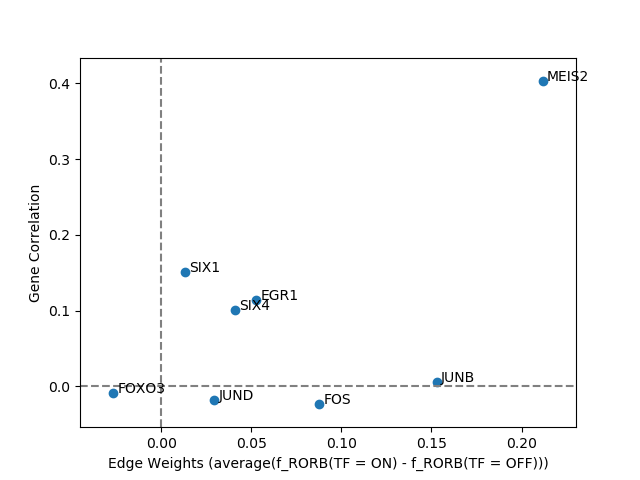 0.4
0.3
0.2
0.1
0.0
Gene Correlation
MEIS2
SIX1
EGR1
SIX4
JUNB
FOXO3
JUND
FOS
0.00
0.05
0.10
0.15
0.20
Edge Weights (average(f_RORB(TF = ON) - f_RORB(TF = OFF)))